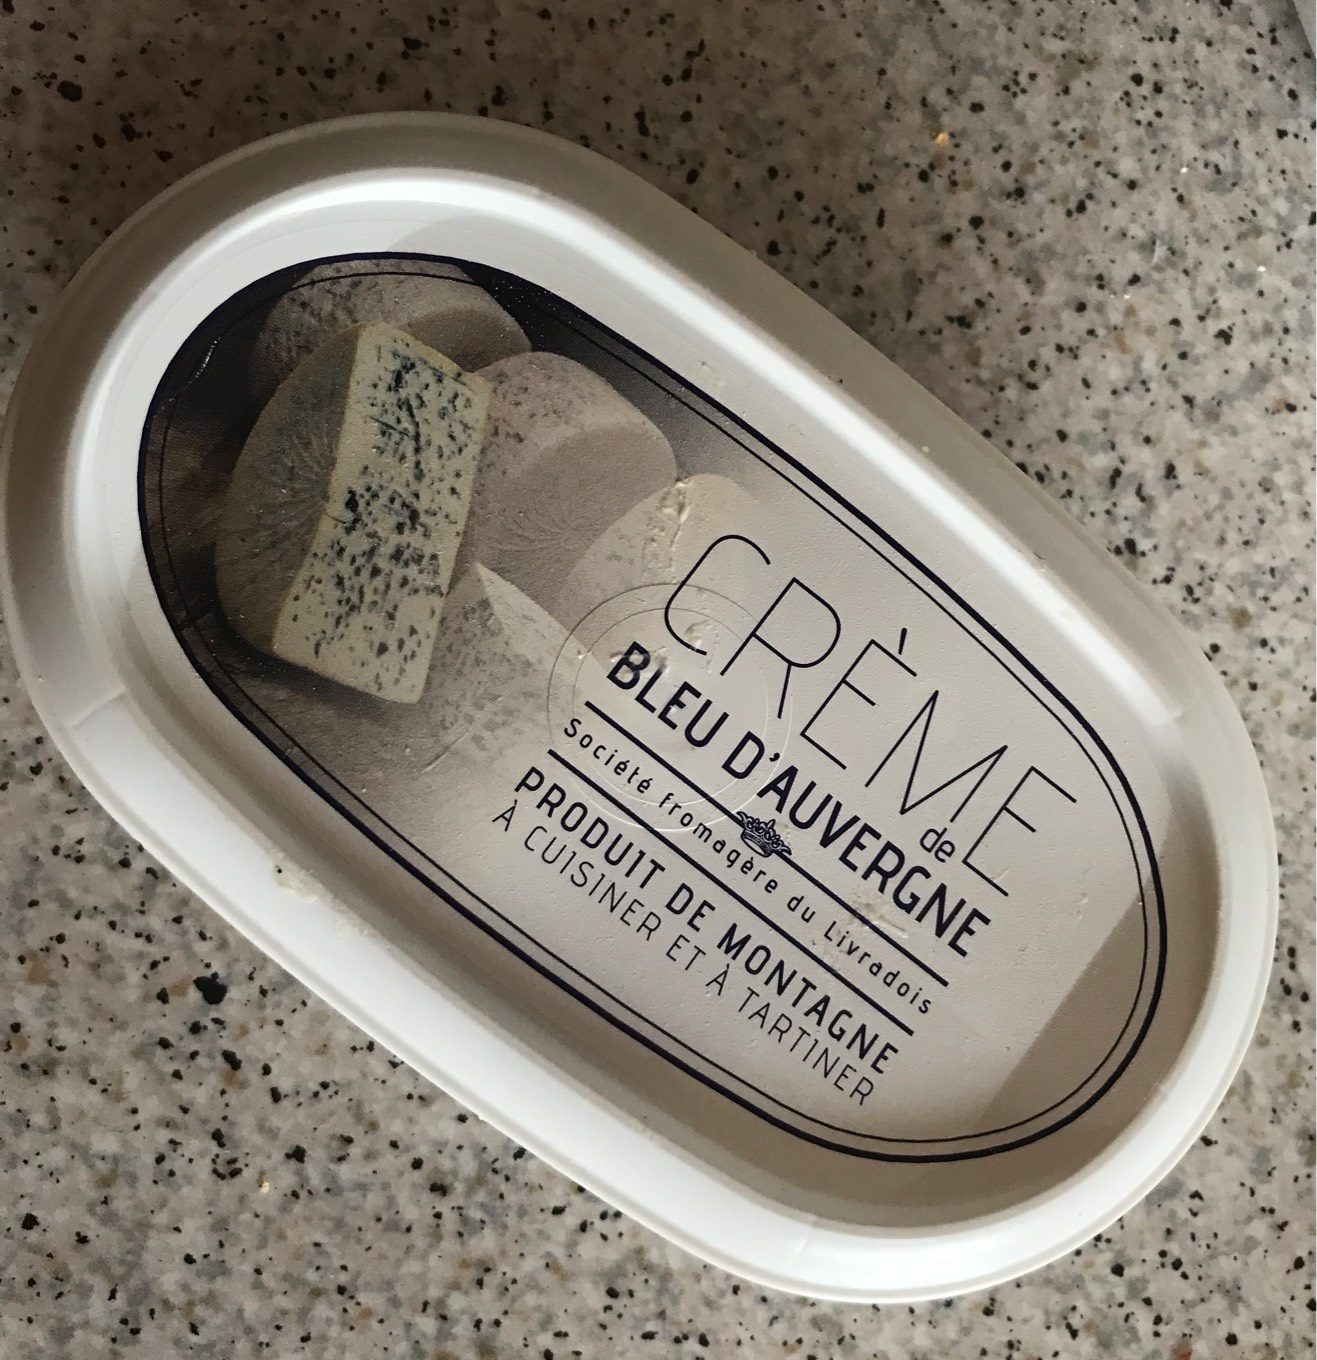 CRÈME
de
BLEU D'AUVERGNE
Société fromagère du Livradois
PRODUIT DE MONTAGNE
À CUISINER ET À TARTINER